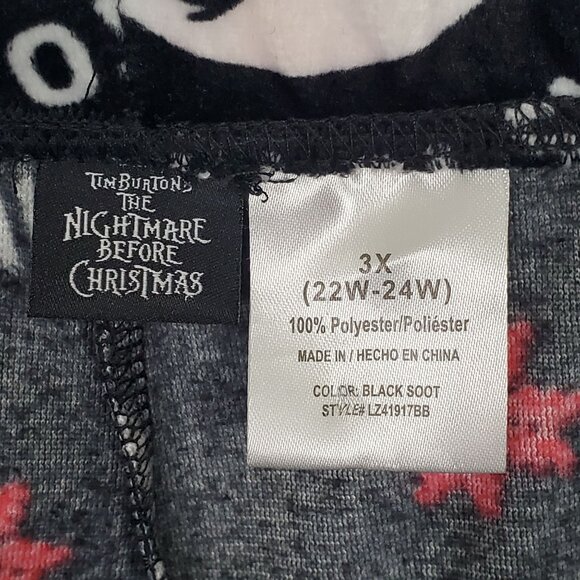 TIM BURTON'S
THE
NIGHTMARE
BEFORE
CHRISTMAS
3X
(22W-24W)
100% Polyester/Poliéster
MADE IN / HECHO EN CHINA
COLOR: BLACK SOOT
STYLE# LZ41917BB